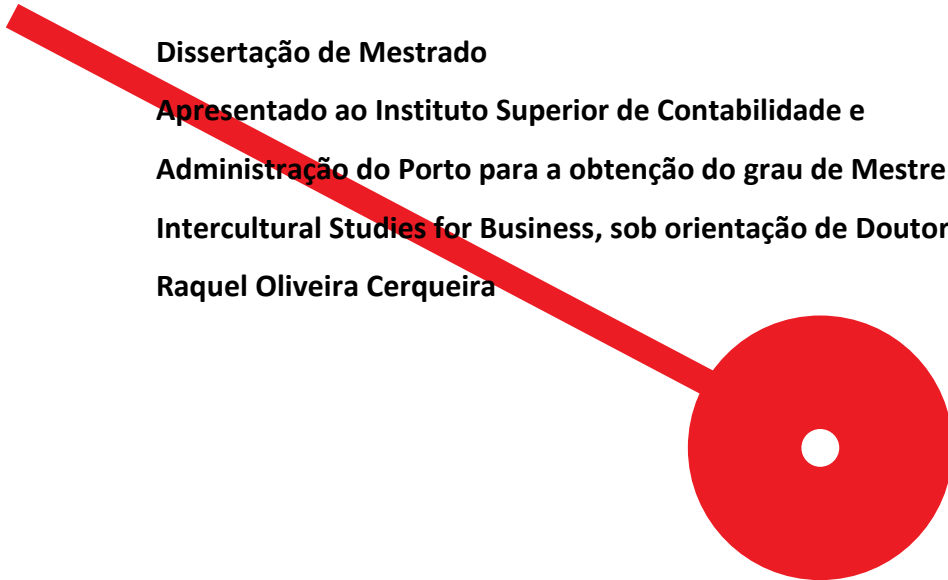 Dissertação de Mestrado
Apresentado ao Instituto Superior de Contabilidade e
Administração do Porto para a obtenção do grau de Mestre
Intercultural Studies for Business, sob orientação de Doutor
Raquel Oliveira Cerqueira